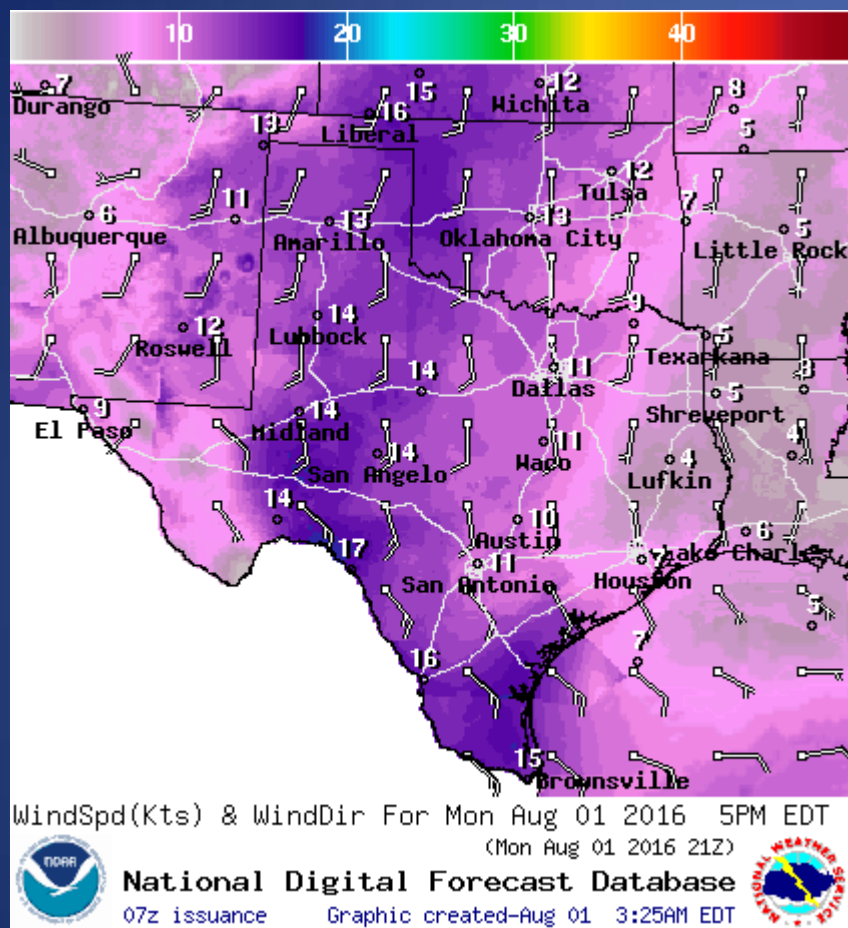 10 20 30 40
7 15 12 8
Durango Liberal 16 Wichita
13 5
12
Tulsa
6 11 13 13 7 5
Albuquerque Amarillo Oklahoma City Little Rock
12 14 9 5
Roswell Lubbock Texarkana
14 11
Dallas
9 14 5
El Paso Midland Shreveport
14 11 4 4
San Angelo Waco Lufkin
14 10 6
Austin Lake Charles
17 11
San Antonio Houston
5
16 7
15
Brownsville
WindSpd(Kts) & WindDir For Mon Aug 01 2016 5PM EDT
(Mon Aug 01 2016 21Z)
NOAA
National Digital Forecast Database
07z issuance Graphic created-Aug 01 3:25AM EDT
NATIONAL WEATHER SERVICE